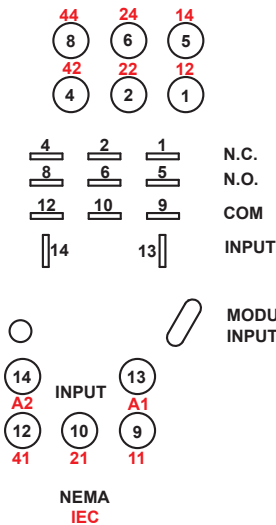 44 24 14
8 6 5
42 22 12
4 2 1
4 2 1 N.C.
8 6 5 N.O.
12 10 9 COM
14 13 INPUT
MODU
INPUT
14 INPUT 13
A2 A1
12 10 9
41 21 11
NEMA
IEC